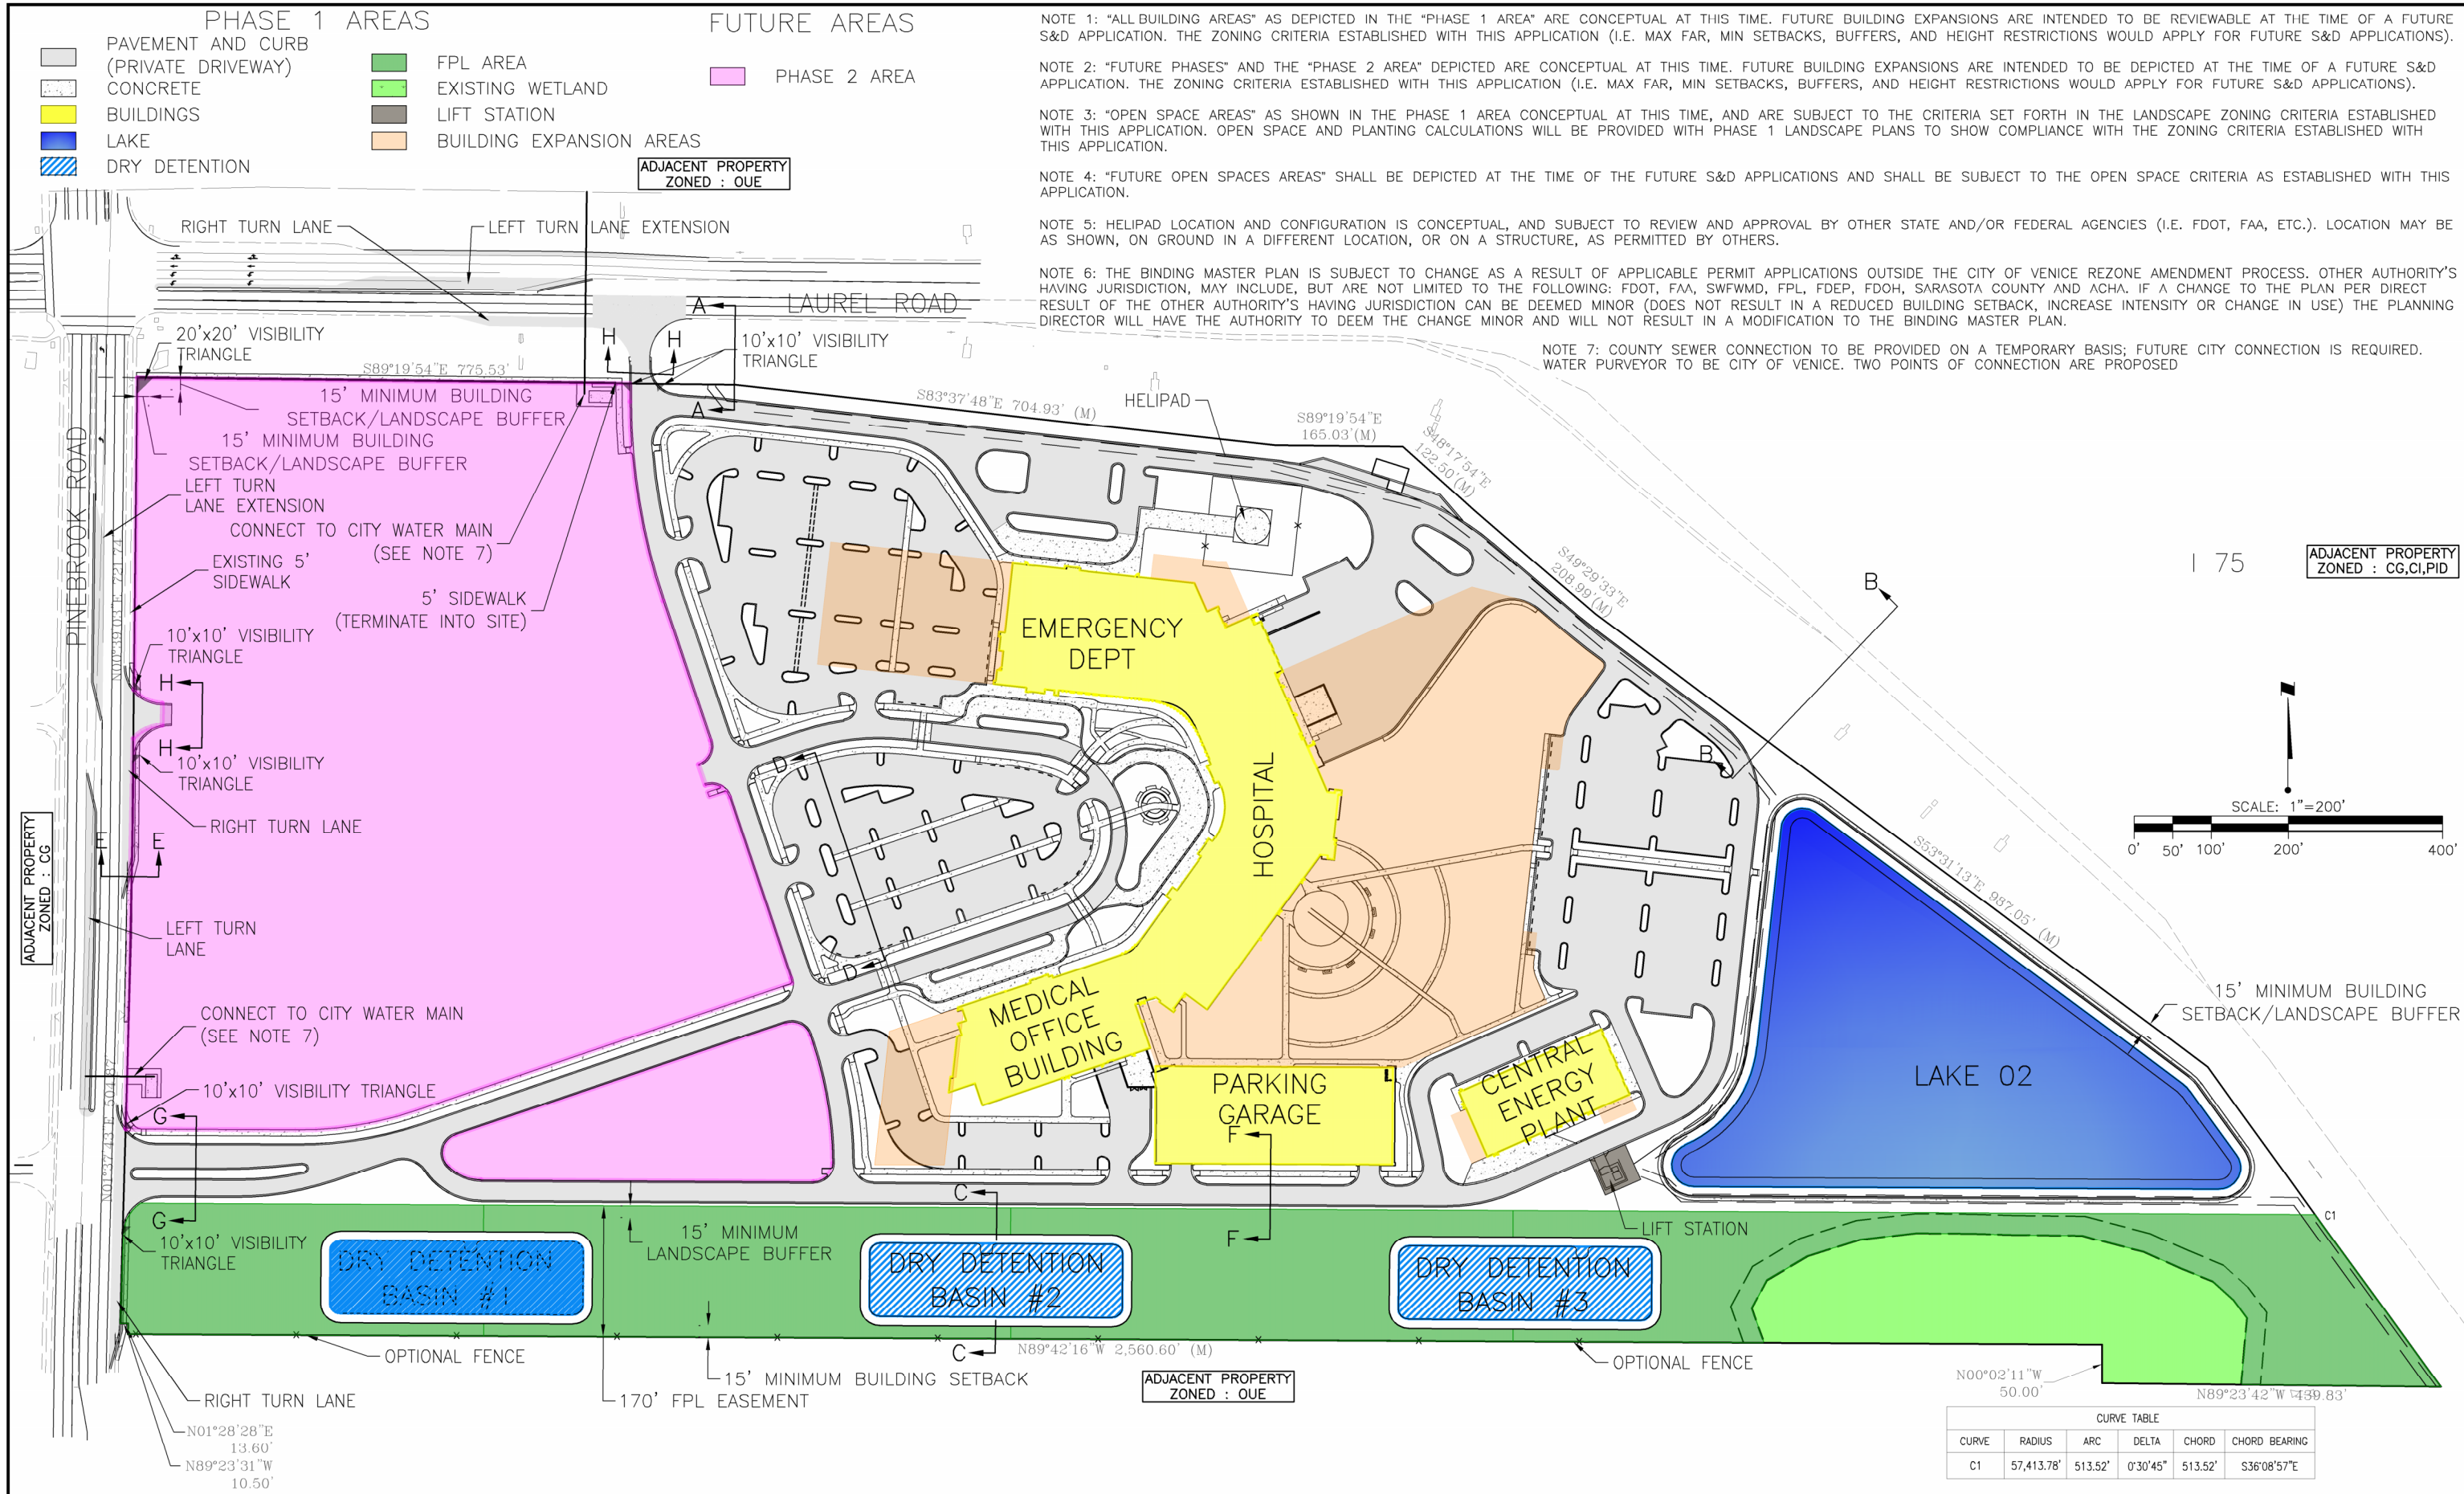 PHASE 1 AREAS
PAVEMENT AND CURB
(PRIVATE DRIVEWAY)
CONCRETE
BUILDINGS
LAKE
DRY DETENTION
FPL AREA
EXISTING WETLAND
LIFT STATION
BUILDING EXPANSION AREAS
FUTURE AREAS
PHASE 2 AREA
NOTE 1: "ALL BUILDING AREAS" AS DEPICTED IN THE "PHASE 1 AREA" ARE CONCEPTUAL AT THIS TIME. FUTURE BUILDING EXPANSIONS ARE INTENDED TO BE REVIEWABLE AT THE TIME OF A FUTURE
S&D APPLICATION. THE ZONING CRITERIA ESTABLISHED WITH THIS APPLICATION (I.E. MAX FAR, MIN SETBACKS, BUFFERS, AND HEIGHT RESTRICTIONS WOULD APPLY FOR FUTURE S&D APPLICATIONS).
NOTE 2: "FUTURE PHASES" AND THE "PHASE 2 AREA" DEPICTED ARE CONCEPTUAL AT THIS TIME. FUTURE BUILDING EXPANSIONS ARE INTENDED TO BE DEPICTED AT THE TIME OF A FUTURE S&D
APPLICATION. THE ZONING CRITERIA ESTABLISHED WITH THIS APPLICATION (I.E. MAX FAR, MIN SETBACKS, BUFFERS, AND HEIGHT RESTRICTIONS WOULD APPLY FOR FUTURE S&D APPLICATIONS).
NOTE 3: "OPEN SPACE AREAS" AS SHOWN IN THE PHASE 1 AREA CONCEPTUAL AT THIS TIME, AND ARE SUBJECT TO THE CRITERIA SET FORTH IN THE LANDSCAPE ZONING CRITERIA ESTABLISHED
WITH THIS APPLICATION. OPEN SPACE AND PLANTING CALCULATIONS WILL BE PROVIDED WITH PHASE 1 LANDSCAPE PLANS TO SHOW COMPLIANCE WITH THE ZONING CRITERIA ESTABLISHED WITH
THIS APPLICATION.
NOTE 4: "FUTURE OPEN SPACES AREAS" SHALL BE DEPICTED AT THE TIME OF THE FUTURE S&D APPLICATIONS AND SHALL BE SUBJECT TO THE OPEN SPACE CRITERIA AS ESTABLISHED WITH THIS
APPLICATION.
NOTE 5: HELIPAD LOCATION AND CONFIGURATION IS CONCEPTUAL, AND SUBJECT TO REVIEW AND APPROVAL BY OTHER STATE AND/OR FEDERAL AGENCIES (I.E. FDOT, FAA, ETC.). LOCATION MAY BE
AS SHOWN, ON GROUND IN A DIFFERENT LOCATION, OR ON A STRUCTURE, AS PERMITTED BY OTHERS.
NOTE 6: THE BINDING MASTER PLAN IS SUBJECT TO CHANGE AS A RESULT OF APPLICABLE PERMIT APPLICATIONS OUTSIDE THE CITY OF VENICE REZONE AMENDMENT PROCESS. OTHER AUTHORITY'S
HAVING JURISDICTION, MAY INCLUDE, BUT ARE NOT LIMITED TO THE FOLLOWING: FDOT, FAA, SWFWMD, FPL, FDEP, FDOH, SARASOTA COUNTY AND ACHA. IF A CHANGE TO THE PLAN PER DIRECT
RESULT OF THE OTHER AUTHORITY'S HAVING JURISDICTION CAN BE DEEMED MINOR (DOES NOT RESULT IN A REDUCED BUILDING SETBACK, INCREASE INTENSITY OR CHANGE IN USE) THE PLANNING
DIRECTOR WILL HAVE THE AUTHORITY TO DEEM THE CHANGE MINOR AND WILL NOT RESULT IN A MODIFICATION TO THE BINDING MASTER PLAN.
NOTE 7: COUNTY SEWER CONNECTION TO BE PROVIDED ON A TEMPORARY BASIS; FUTURE CITY CONNECTION IS REQUIRED.
WATER PURVEYOR TO BE CITY OF VENICE. TWO POINTS OF CONNECTION ARE PROPOSED
ADJACENT PROPERTY
ZONED : OUE
RIGHT TURN LANE
LEFT TURN LANE EXTENSION
LAUREL ROAD
A
A
H
H
20'x20' VISIBILITY
TRIANGLE
10'x10' VISIBILITY
TRIANGLE
S89°19'54"E 775.53'
S83°37'48"E 704.93' (M)
HELIPAD
S89°19'54"E
165.03'(M)
S48°17'54"E
122.50'(M)
S49°29'33"E
208.99'(M)
15' MINIMUM BUILDING
SETBACK/LANDSCAPE BUFFER
15' MINIMUM BUILDING
SETBACK/LANDSCAPE BUFFER
PINEBROOK ROAD
LEFT TURN
LANE EXTENSION
CONNECT TO CITY WATER MAIN
(SEE NOTE 7)
EXISTING 5'
SIDEWALK
5' SIDEWALK
(TERMINATE INTO SITE)
N00°39'03"E 721.74'
10'x10' VISIBILITY
TRIANGLE
H
H
10'x10' VISIBILITY
TRIANGLE
RIGHT TURN LANE
E
E
ADJACENT PROPERTY
ZONED : CG
LEFT TURN
LANE
CONNECT TO CITY WATER MAIN
(SEE NOTE 7)
10'x10' VISIBILITY TRIANGLE
G
G
EMERGENCY
DEPT
HOSPITAL
D
D
MEDICAL
OFFICE
BUILDING
PARKING
GARAGE
CENTRAL
ENERGY
PLANT
F
F
B
B
I 75
ADJACENT PROPERTY
ZONED : CG,CI,PID
SCALE: 1"=200'
0' 50' 100' 200' 400'
S53°31'13"E 987.05' (M)
15' MINIMUM BUILDING
SETBACK/LANDSCAPE BUFFER
LAKE 02
LIFT STATION
C1
10'x10' VISIBILITY
TRIANGLE
DRY DETENTION
BASIN #1
15' MINIMUM
LANDSCAPE BUFFER
DRY DETENTION
BASIN #2
DRY DETENTION
BASIN #3
C
C
N89°42'16"W 2,560.60' (M)
OPTIONAL FENCE
OPTIONAL FENCE
15' MINIMUM BUILDING SETBACK
170' FPL EASEMENT
RIGHT TURN LANE
N01°28'28"E
13.60'
N89°23'31"W
10.50'
ADJACENT PROPERTY
ZONED : OUE
N00°02'11"W
50.00'
N89°23'42"W 439.83'
CURVE TABLE
CURVE RADIUS ARC DELTA CHORD CHORD BEARING
C1 57,413.78' 513.52' 0°30'45" 513.52' S36°08'57"E